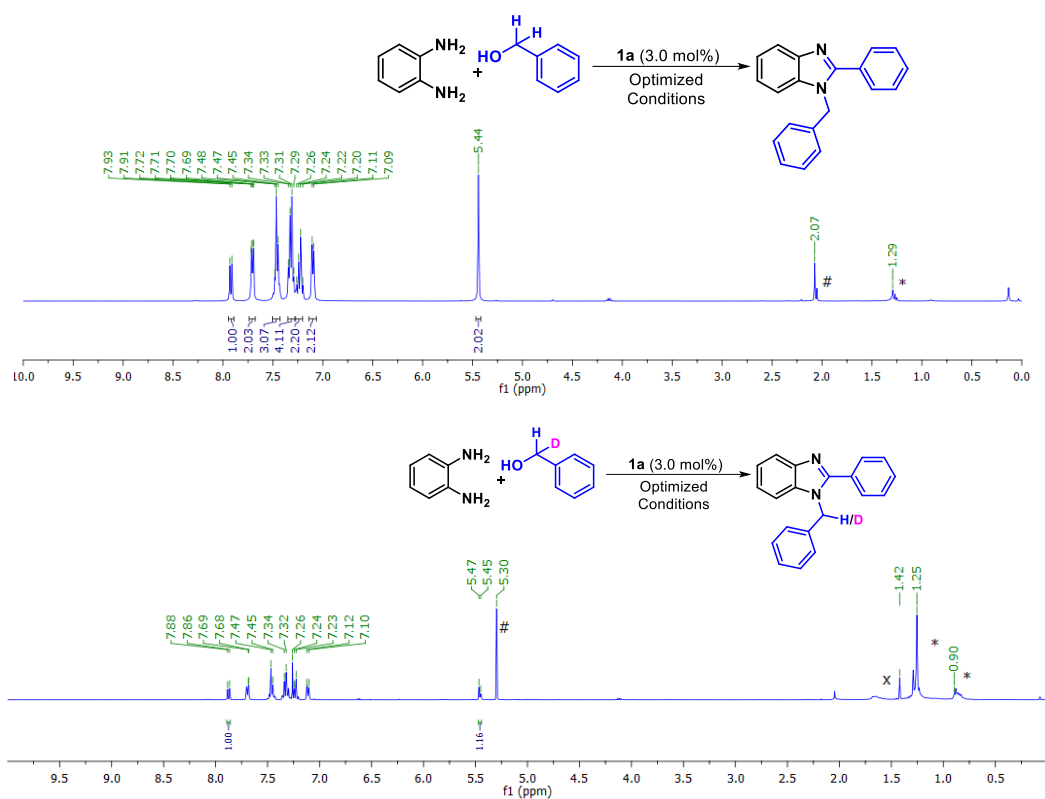 H
H
NH₂
HO
+
NH₂
1a (3.0 mol%)
Optimized
Conditions
N
N
7.93
7.91
7.72
7.71
7.70
7.69
7.48
7.47
7.45
7.34
7.33
7.31
7.29
7.26
7.24
7.22
7.20
7.11
7.09
5.44
2.07
1.29
#
*
1.00
2.03
3.07
4.11
2.20
2.12
2.02
10.0 9.5 9.0 8.5 8.0 7.5 7.0 6.5 6.0 5.5 5.0 4.5 4.0 3.5 3.0 2.5 2.0 1.5 1.0 0.5 0.0
f1 (ppm)
H
D
NH₂
HO
+
NH₂
1a (3.0 mol%)
Optimized
Conditions
N
N
H/D
7.88
7.86
7.69
7.68
7.47
7.45
7.34
7.32
7.26
7.24
7.23
7.12
7.10
5.47
5.45
5.30
1.42
1.25
0.90
#
x
*
*
1.00
1.16
9.5 9.0 8.5 8.0 7.5 7.0 6.5 6.0 5.5 5.0 4.5 4.0 3.5 3.0 2.5 2.0 1.5 1.0 0.5
f1 (ppm)